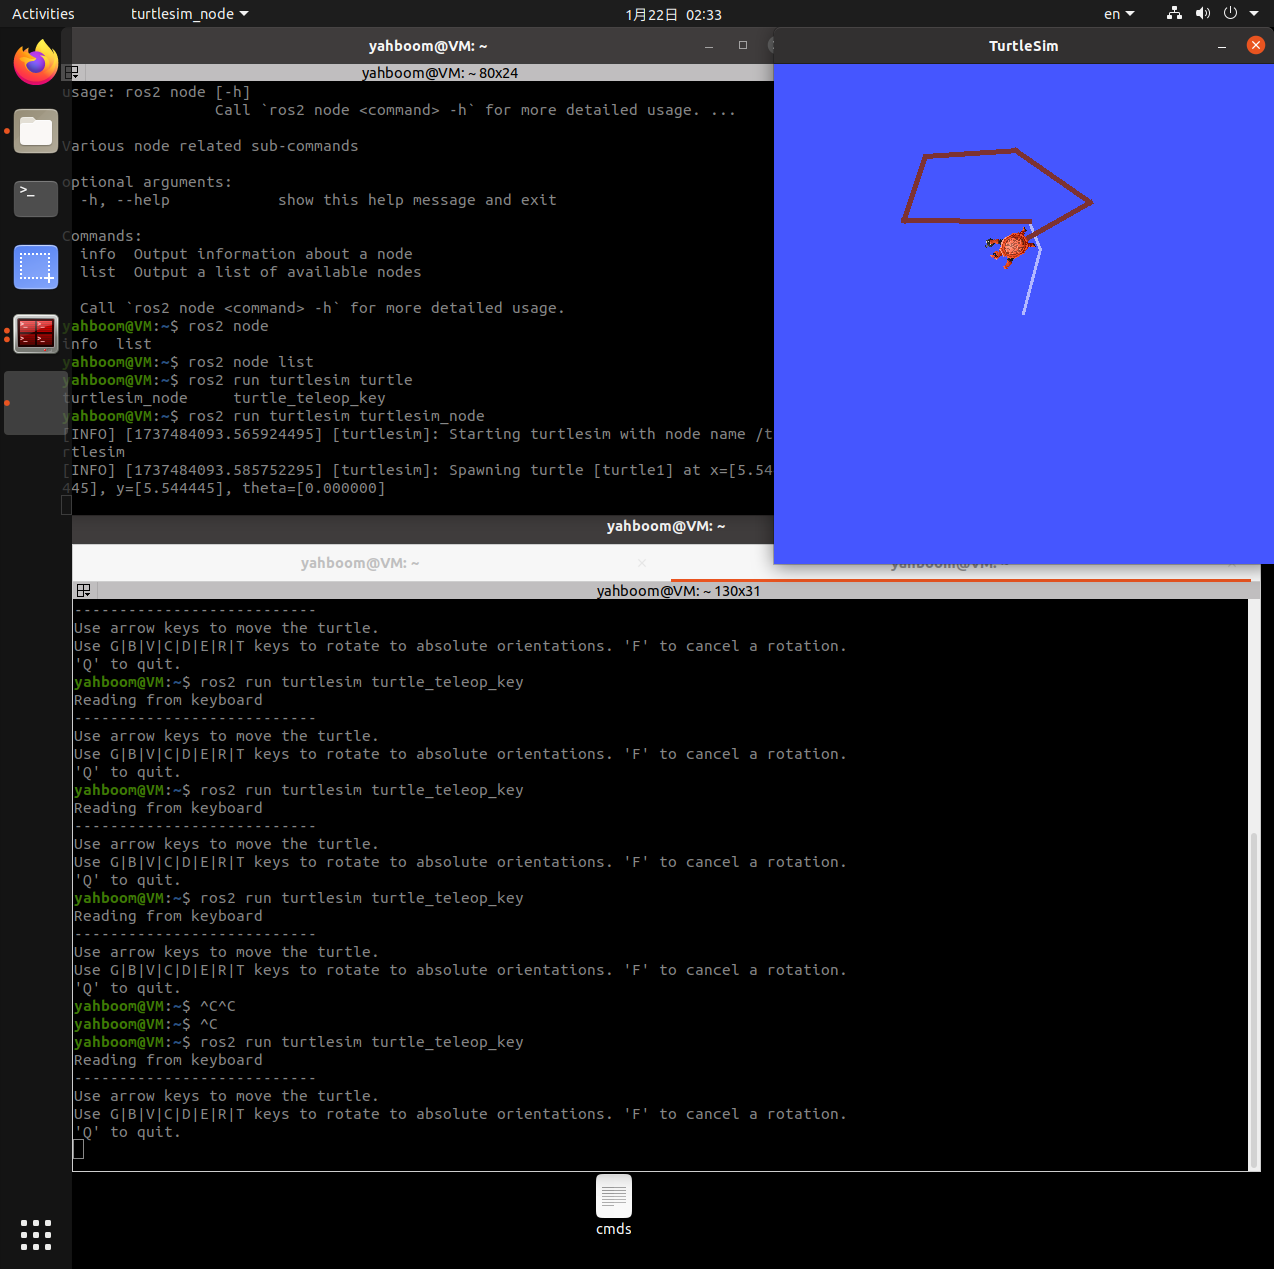 Activities
turtlesim_node
1月22日 02:33
en
yahboom@VM: ~
yahboom@VM: ~ 80x24
usage: ros2 node [-h]
Call `ros2 node <command> -h` for more detailed usage. ...
Various node related sub-commands
optional arguments:
-h, --help            show this help message and exit
Commands:
info  Output information about a node
list  Output a list of available nodes
Call `ros2 node <command> -h` for more detailed usage.
yahboom@VM:~$ ros2 node
info  list
yahboom@VM:~$ ros2 node list
yahboom@VM:~$ ros2 run turtlesim turtle
turtlesim_node     turtle_teleop_key
yahboom@VM:~$ ros2 run turtlesim turtlesim_node
[INFO] [1737484093.565924495] [turtlesim]: Starting turtlesim with node name /t
rtlesim
[INFO] [1737484093.585752295] [turtlesim]: Spawning turtle [turtle1] at x=[5.54
445], y=[5.544445], theta=[0.000000]
TurtleSim
yahboom@VM: ~
yahboom@VM: ~
yahboom@VM: ~
yahboom@VM: ~ 130x31
---------------------------
Use arrow keys to move the turtle.
Use G|B|V|C|D|E|R|T keys to rotate to absolute orientations. 'F' to cancel a rotation.
'Q' to quit.
yahboom@VM:~$ ros2 run turtlesim turtle_teleop_key
Reading from keyboard
---------------------------
Use arrow keys to move the turtle.
Use G|B|V|C|D|E|R|T keys to rotate to absolute orientations. 'F' to cancel a rotation.
'Q' to quit.
yahboom@VM:~$ ros2 run turtlesim turtle_teleop_key
Reading from keyboard
---------------------------
Use arrow keys to move the turtle.
Use G|B|V|C|D|E|R|T keys to rotate to absolute orientations. 'F' to cancel a rotation.
'Q' to quit.
yahboom@VM:~$ ros2 run turtlesim turtle_teleop_key
Reading from keyboard
---------------------------
Use arrow keys to move the turtle.
Use G|B|V|C|D|E|R|T keys to rotate to absolute orientations. 'F' to cancel a rotation.
'Q' to quit.
yahboom@VM:~$ ^C^C
yahboom@VM:~$ ^C
yahboom@VM:~$ ros2 run turtlesim turtle_teleop_key
Reading from keyboard
---------------------------
Use arrow keys to move the turtle.
Use G|B|V|C|D|E|R|T keys to rotate to absolute orientations. 'F' to cancel a rotation.
'Q' to quit.
cmds